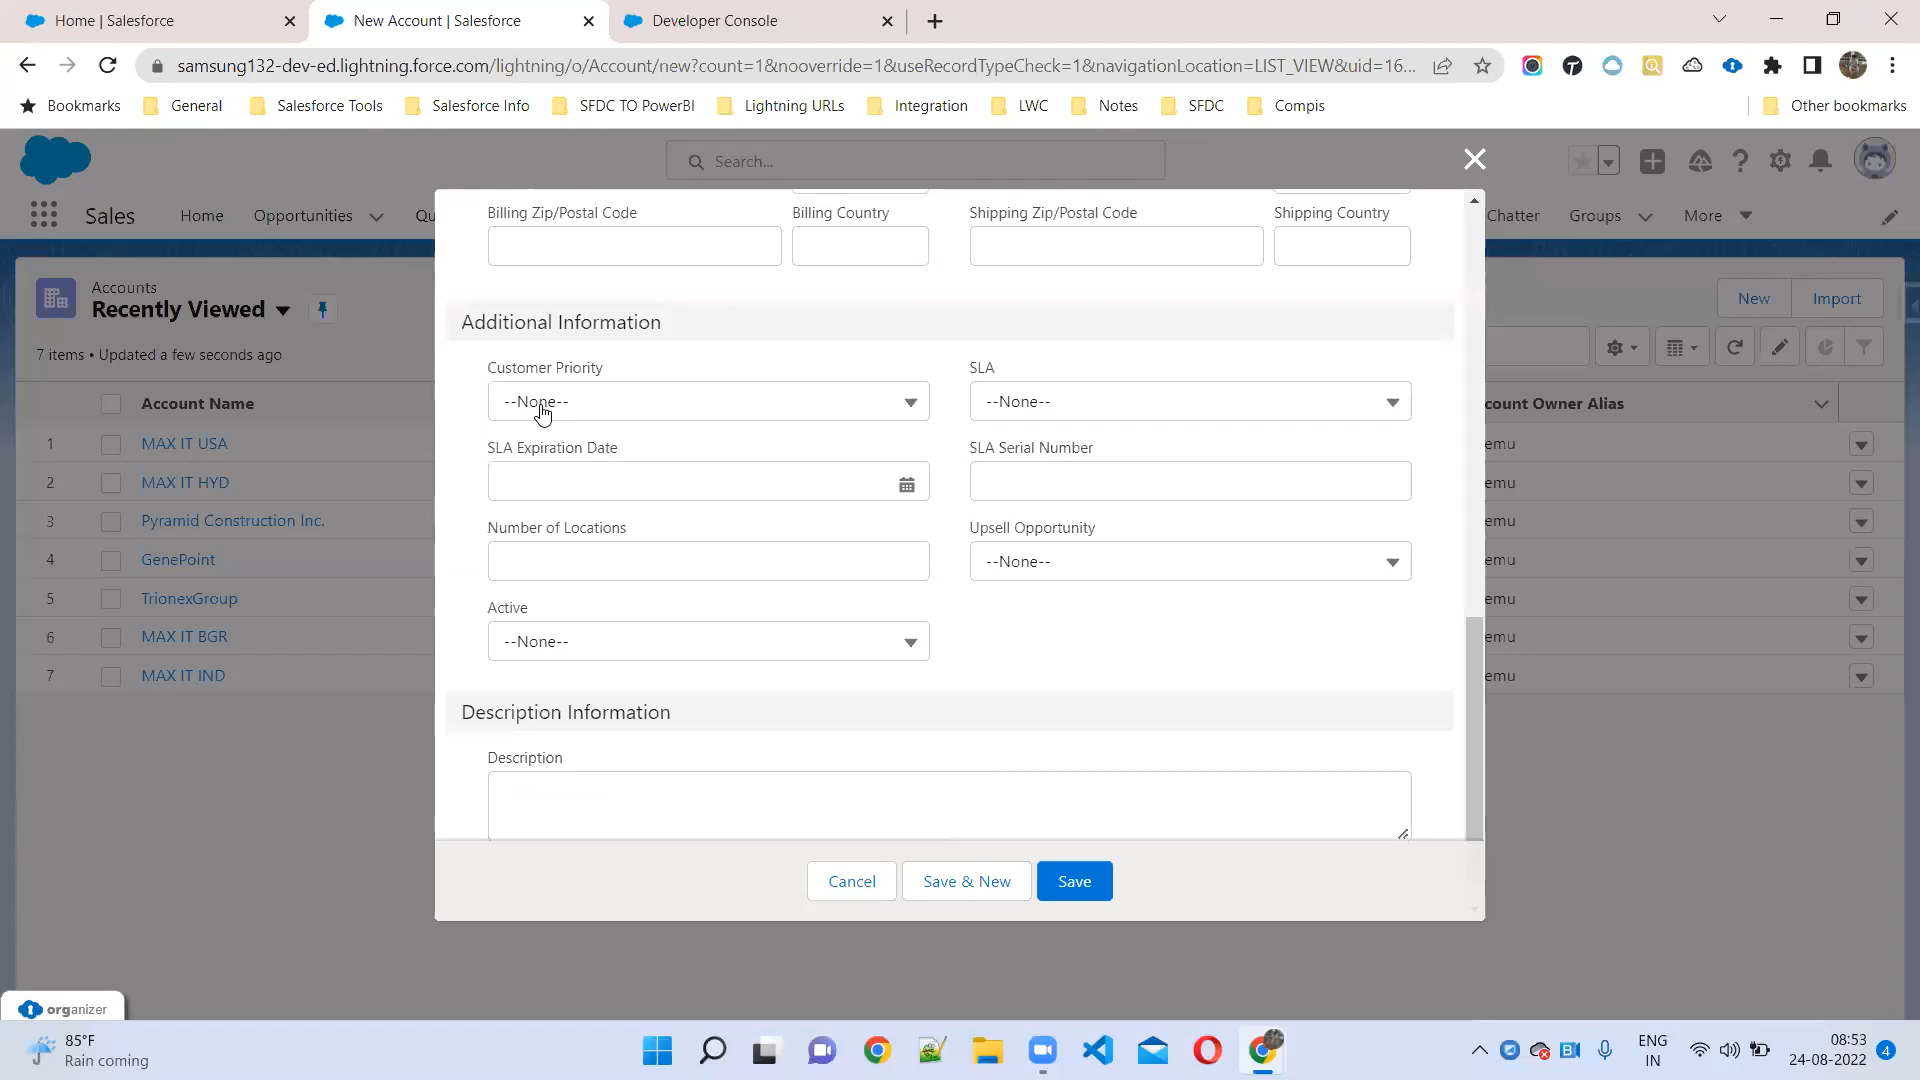 Home | Salesforce
New Account | Salesforce
Developer Console
samsung132-dev-ed.lightning.force.com/lightning/o/Account/new?count=1&nooverride=1&useRecordTypeCheck=1&navigationLocation=LIST_VIEW&uid=16...
Bookmarks General Salesforce Tools Salesforce Info SFDC TO PowerBI Lightning URLs Integration LWC Notes SFDC Compis Other bookmarks
Search...
Sales Home Opportunities Qu Chatter Groups More
Accounts
Recently Viewed
7 items • Updated a few seconds ago
New Import
Account Name
count Owner Alias
1 MAX IT USA emu
2 MAX IT HYD emu
3 Pyramid Construction Inc. emu
4 GenePoint emu
5 TrionexGroup emu
6 MAX IT BGR emu
7 MAX IT IND emu
Billing Zip/Postal Code Billing Country Shipping Zip/Postal Code Shipping Country
Additional Information
Customer Priority SLA
--None-- --None--
SLA Expiration Date SLA Serial Number
Number of Locations Upsell Opportunity
--None--
Active
--None--
Description Information
Description
Cancel Save & New Save
organizer
85°F
Rain coming
ENG
IN
08:53
24-08-2022
4